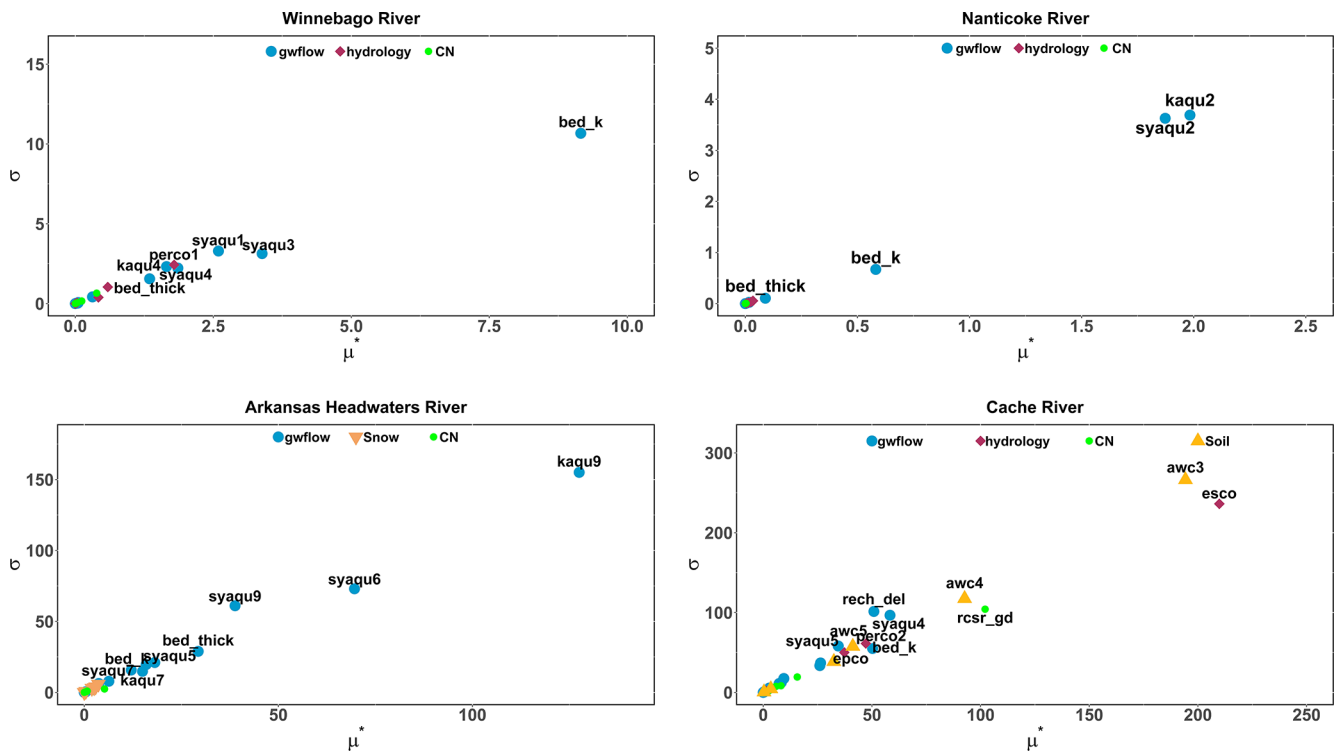 Winnebago River
gwflow hydrology CN
15
10
5
0
σ
bed_k
syaqu1
syaqu3
perco1
kaqu4
syaqu4
bed_thick
0.0 2.5 5.0 7.5 10.0
μ*
Nanticoke River
gwflow hydrology CN
5
4
3
2
1
0
σ
kaqu2
syaqu2
bed_k
bed_thick
0.0 0.5 1.0 1.5 2.0 2.5
μ*
Arkansas Headwaters River
gwflow Snow CN
150
100
50
0
σ
kaqu9
syaqu6
syaqu9
bed_thick
bed_k
syaqu5
syaqu7
kaqu7
0 50 100
μ*
Cache River
gwflow hydrology CN Soil
300
200
100
0
σ
awc3
esco
awc4
rcsr_gd
rech_del
syaqu4
awc5
perco2
syaqu5
bed_k
epco
0 50 100 150 200 250
μ*